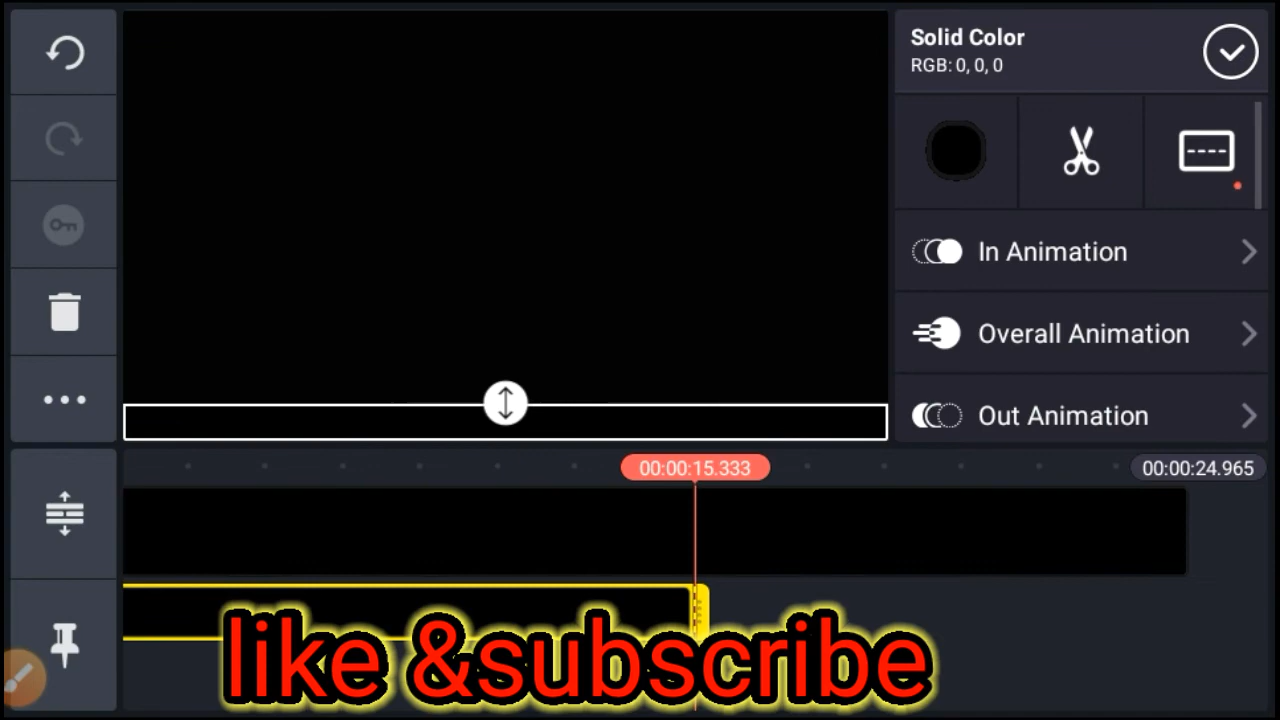 Solid Color
RGB: 0, 0, 0
In Animation
Overall Animation
Out Animation
00:00:15.333
00:00:24.965
like &subscribe